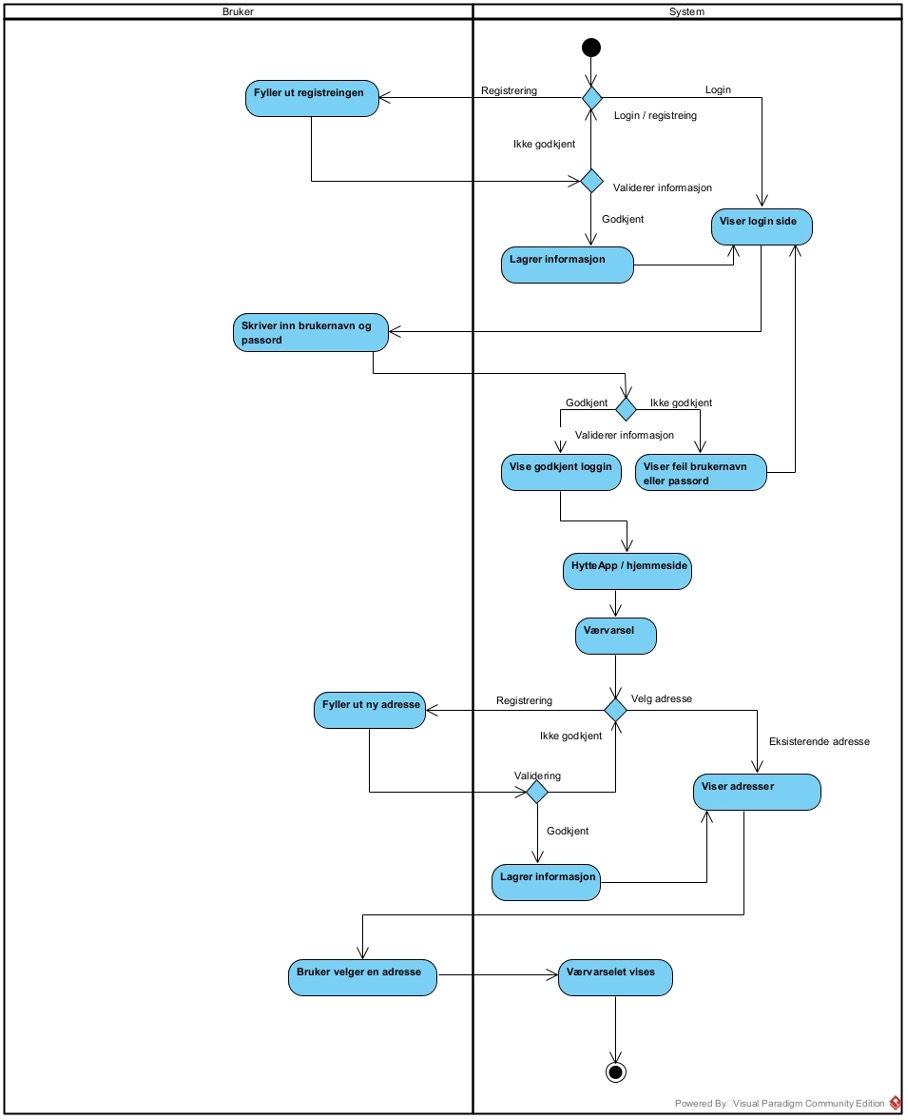 Bruker
System
Fyller ut registreingen
Registrering
Login
Login / registreing
Ikke godkjent
Validerer informasjon
Godkjent
Viser login side
Lagrer informasjon
Skriver inn brukernavn og
passord
Godkjent
Ikke godkjent
Validerer informasjon
Vise godkjent loggin
Viser feil brukernavn
eller passord
HytteApp / hjemmeside
Værvarsel
Fyller ut ny adresse
Registrering
Velg adresse
Ikke godkjent
Eksisterende adresse
Validering
Viser adresser
Godkjent
Lagrer informasjon
Bruker velger en adresse
Værvarselet vises
Powered By Visual Paradigm Community Edition